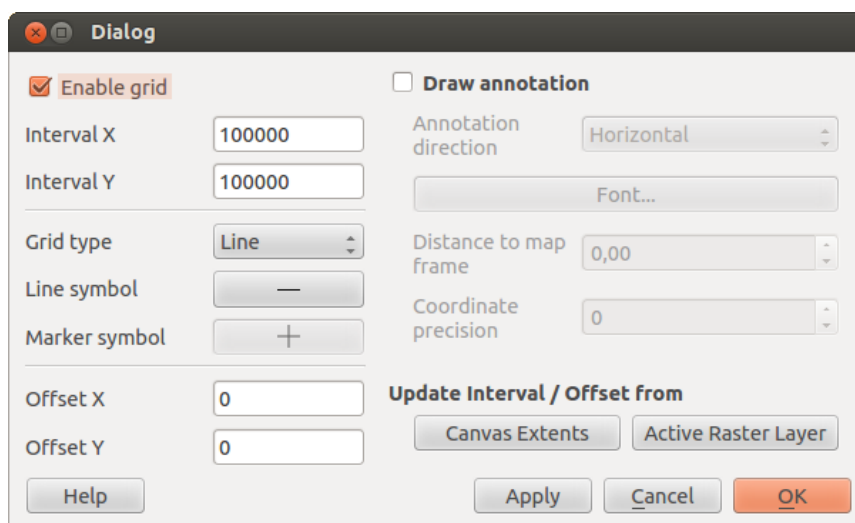 Dialog
Enable grid
Interval X 100000
Interval Y 100000
Grid type Line
Line symbol
Marker symbol
Offset X 0
Offset Y 0
Help
Draw annotation
Annotation
direction
Horizontal
Font...
Distance to map
frame
0,00
Coordinate
precision
0
Update Interval / Offset from
Canvas Extents Active Raster Layer
Apply Cancel OK